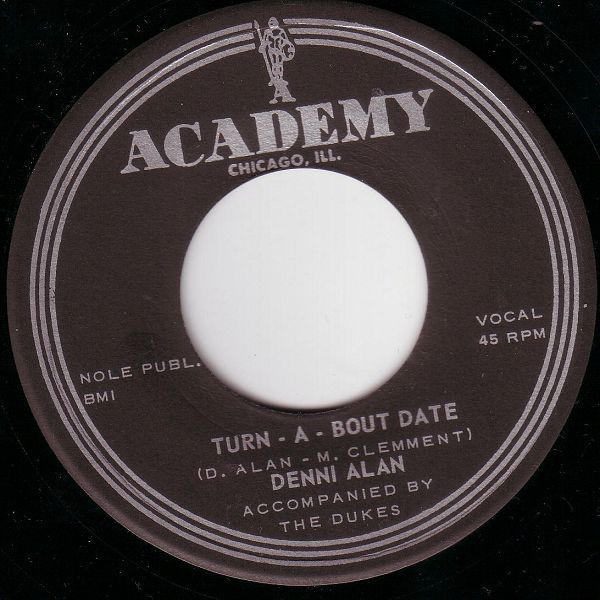 A
ACADEMY
CHICAGO, ILL.
VOCAL
45 RPM
NOLE PUBL.
BMI
TURN - A - BOUT DATE
(D. ALAN - M. CLEMMENT)
DENNI ALAN
ACCOMPANIED BY
THE DUKES